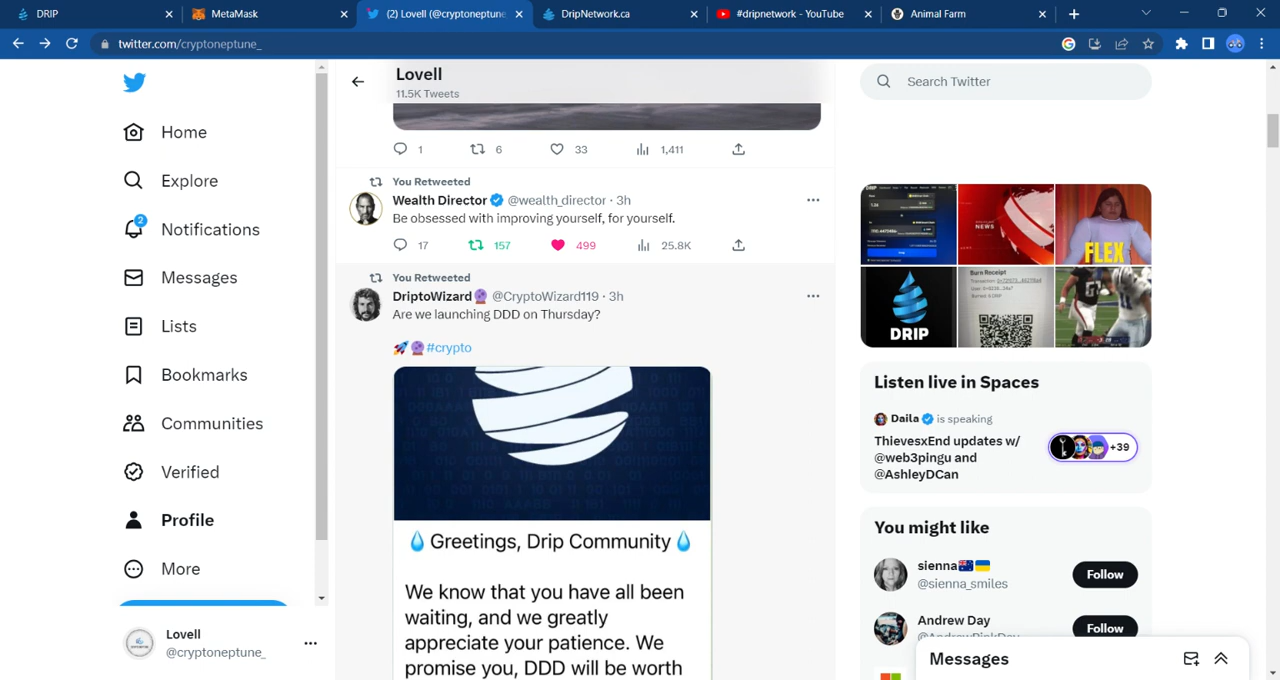 DRIP
MetaMask
(2) Lovell (@cryptoneptune_
DripNetwork.ca
#dripnetwork - YouTube
Animal Farm
twitter.com/cryptoneptune_
Lovell
11.5K Tweets
Search Twitter
Home
Explore
2
Notifications
Messages
Lists
Bookmarks
Communities
Verified
Profile
More
Lovell
@cryptoneptune_
1
6
33
1,411
You Retweeted
Wealth Director @wealth_director · 3h
Be obsessed with improving yourself, for yourself.
17
157
499
25.8K
You Retweeted
DriptoWizard🔮 @CryptoWizard119 · 3h
Are we launching DDD on Thursday?
🚀🔮#crypto
💧Greetings, Drip Community💧
We know that you have all been
waiting, and we greatly
appreciate your patience. We
promise you, DDD will be worth
NEWS
FLEX
DRIP
Burn Receipt
Listen live in Spaces
Daila is speaking
ThievesxEnd updates w/
@web3pingu and
@AshleyDCan
+39
You might like
sienna🇦🇺🇺🇦
@sienna_smiles
Follow
Andrew Day
Follow
Messages